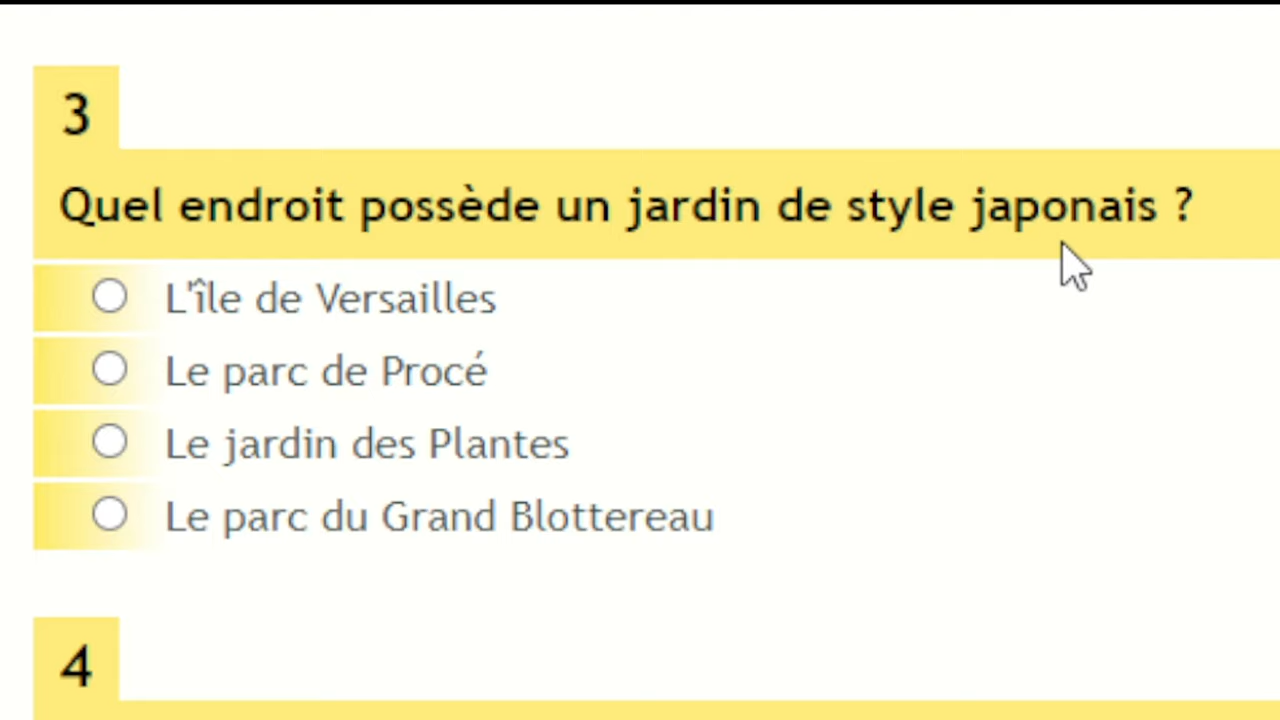 3
Quel endroit possède un jardin de style japonais ?
L'île de Versailles
Le parc de Procé
Le jardin des Plantes
Le parc du Grand Blottereau
4